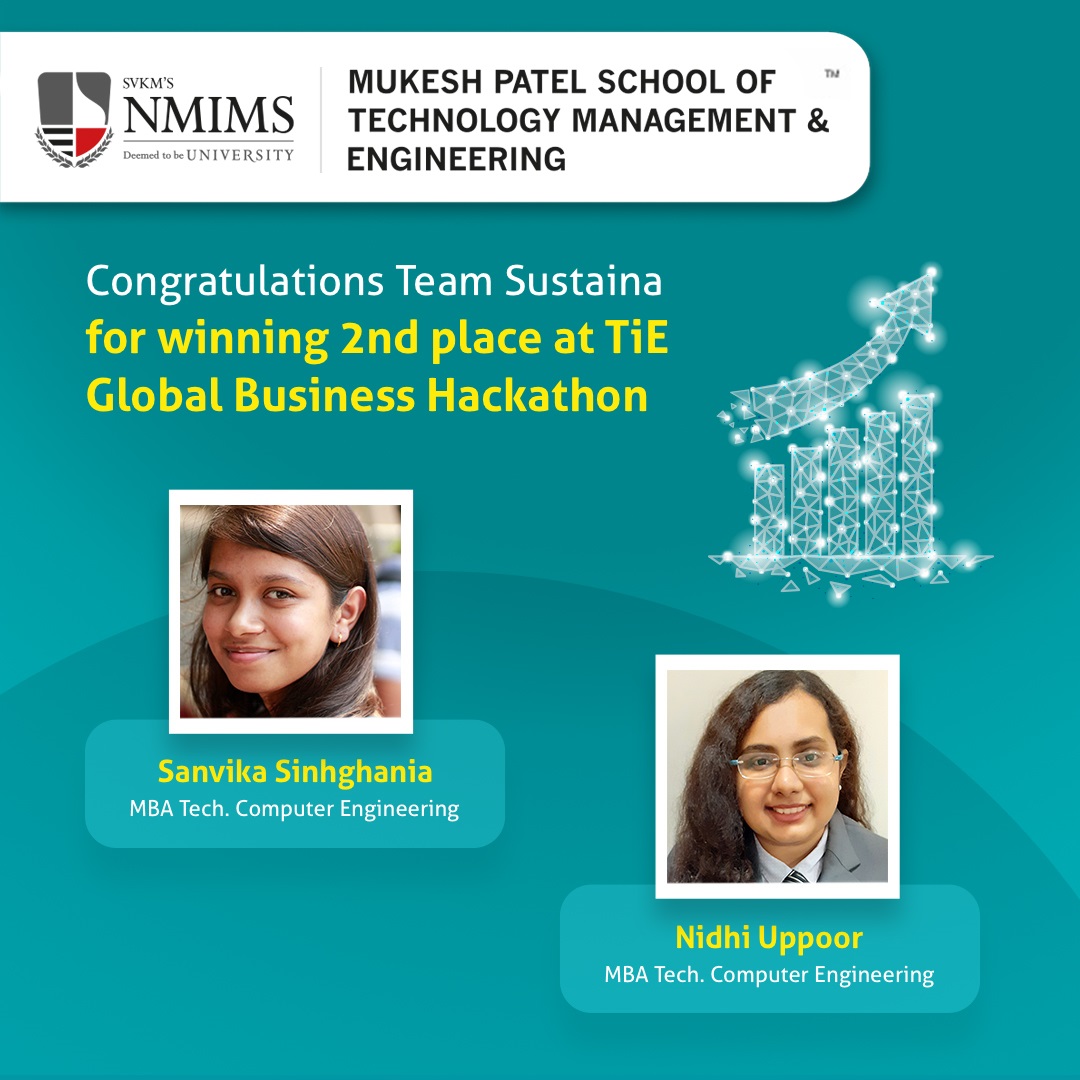 SVKM'S
NMIMS
Deemed to be UNIVERSITY
MUKESH PATEL SCHOOL OF
TECHNOLOGY MANAGEMENT &
ENGINEERING
TM
Congratulations Team Sustaina
for winning 2nd place at TiE
Global Business Hackathon
Sanvika Sinhghania
MBA Tech. Computer Engineering
Nidhi Uppoor
MBA Tech. Computer Engineering